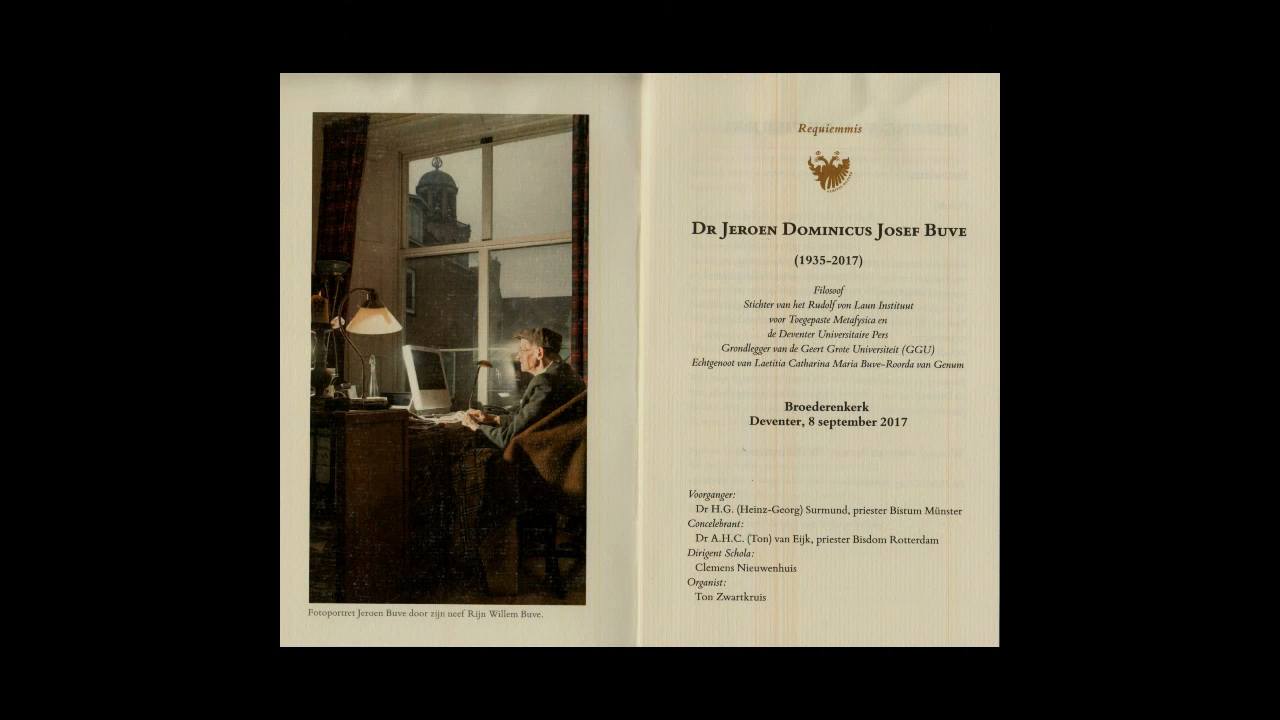 Fotoportret Jeroen Buve door zijn neef Rijn Willem Buve.
Requiemmis
Dr Jeroen Dominicus Josef Buve
(1935-2017)
Filosoof
Stichter van het Rudolf von Laun Instituut
voor Toegepaste Metafysica en
de Deventer Universitaire Pers
Grondlegger van de Geert Grote Universiteit (GGU)
Echtgenoot van Laetitia Catharina Maria Buve-Roorda van Genum
Broederenkerk
Deventer, 8 september 2017
Voorganger:
Dr H.G. (Heinz-Georg) Surmund, priester Bistum Münster
Concelebrant:
Dr A.H.C. (Ton) van Eijk, priester Bisdom Rotterdam
Dirigent Schola:
Clemens Nieuwenhuis
Organist:
Ton Zwartkruis